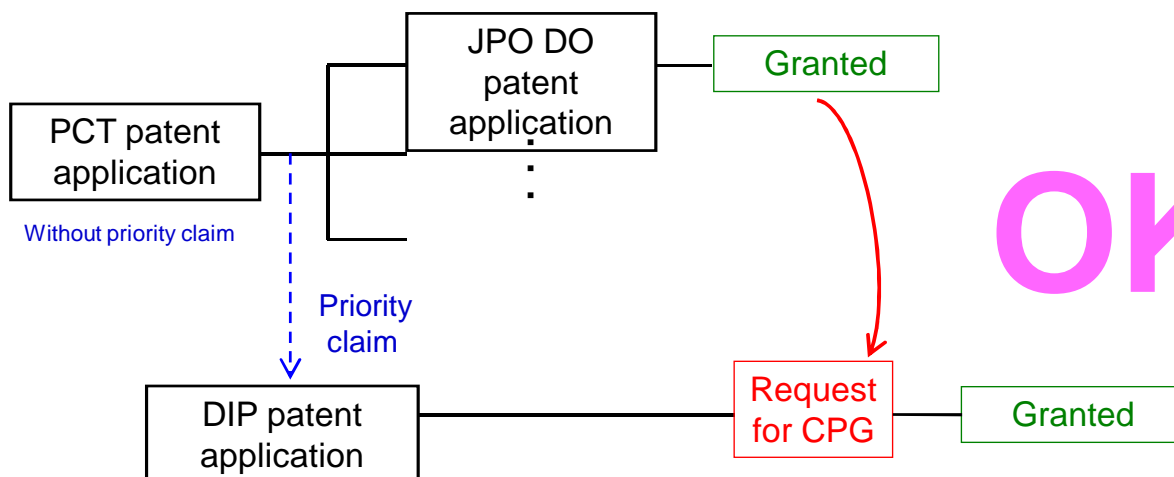 JPO DO
patent
application
Granted
PCT patent
application
Without priority claim
OK
Priority
claim
DIP patent
application
Request
for CPG
Granted